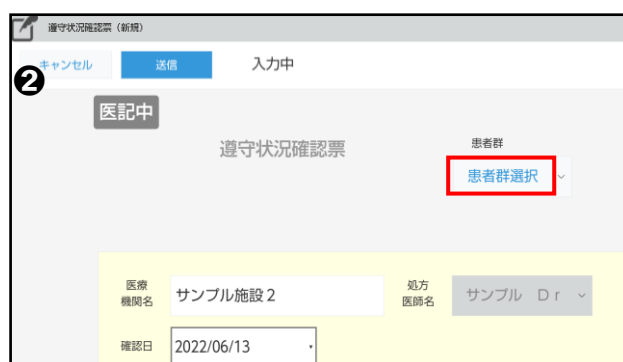 遵守状況確認票（新規）
キャンセル 送信 入力中
❷
医記中
遵守状況確認票 患者群
患者群選択
医療機関名 サンプル施設2 処方医師名 サンプル Ｄｒ
確認日 2022/06/13